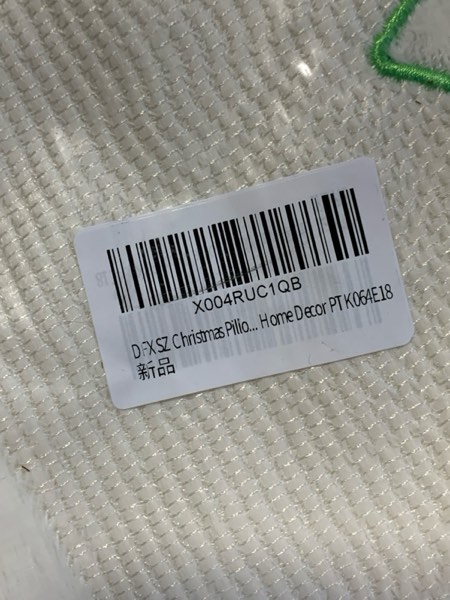 X004RUC1QB
DFXSZ Christmas Pillo... Home Decor PTK064E18
新品